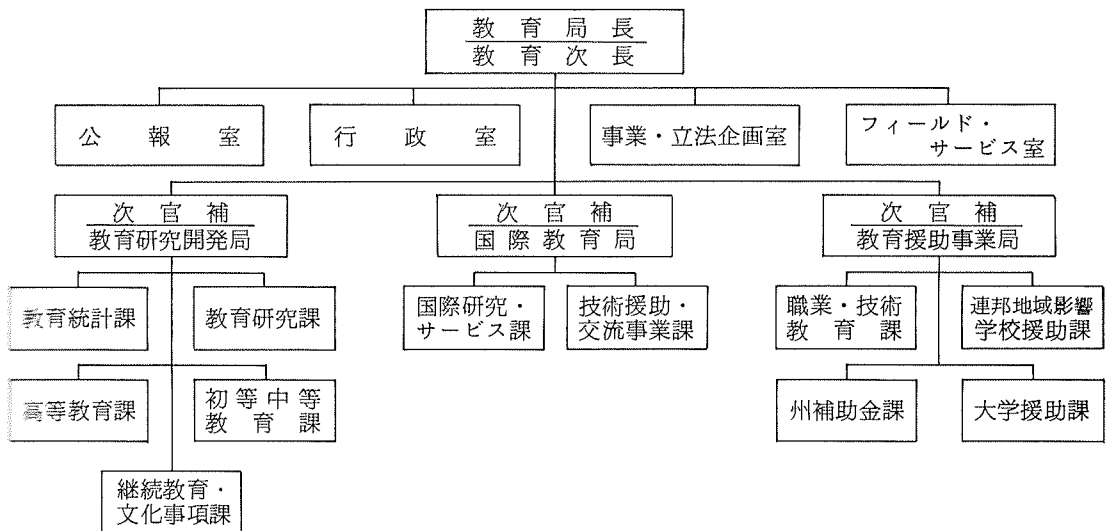 教育局長
教育次長
公報室
行政室
事業・立法企画室
フィールド・
サービス室
次官補
教育研究開発局
次官補
国際教育局
次官補
教育援助事業局
教育統計課
教育研究課
国際研究・
サービス課
技術援助・
交流事業課
職業・技術
教育課
連邦地域影響
学校援助課
高等教育課
初等中等
教育課
州補助金課
大学援助課
継続教育・
文化事項課